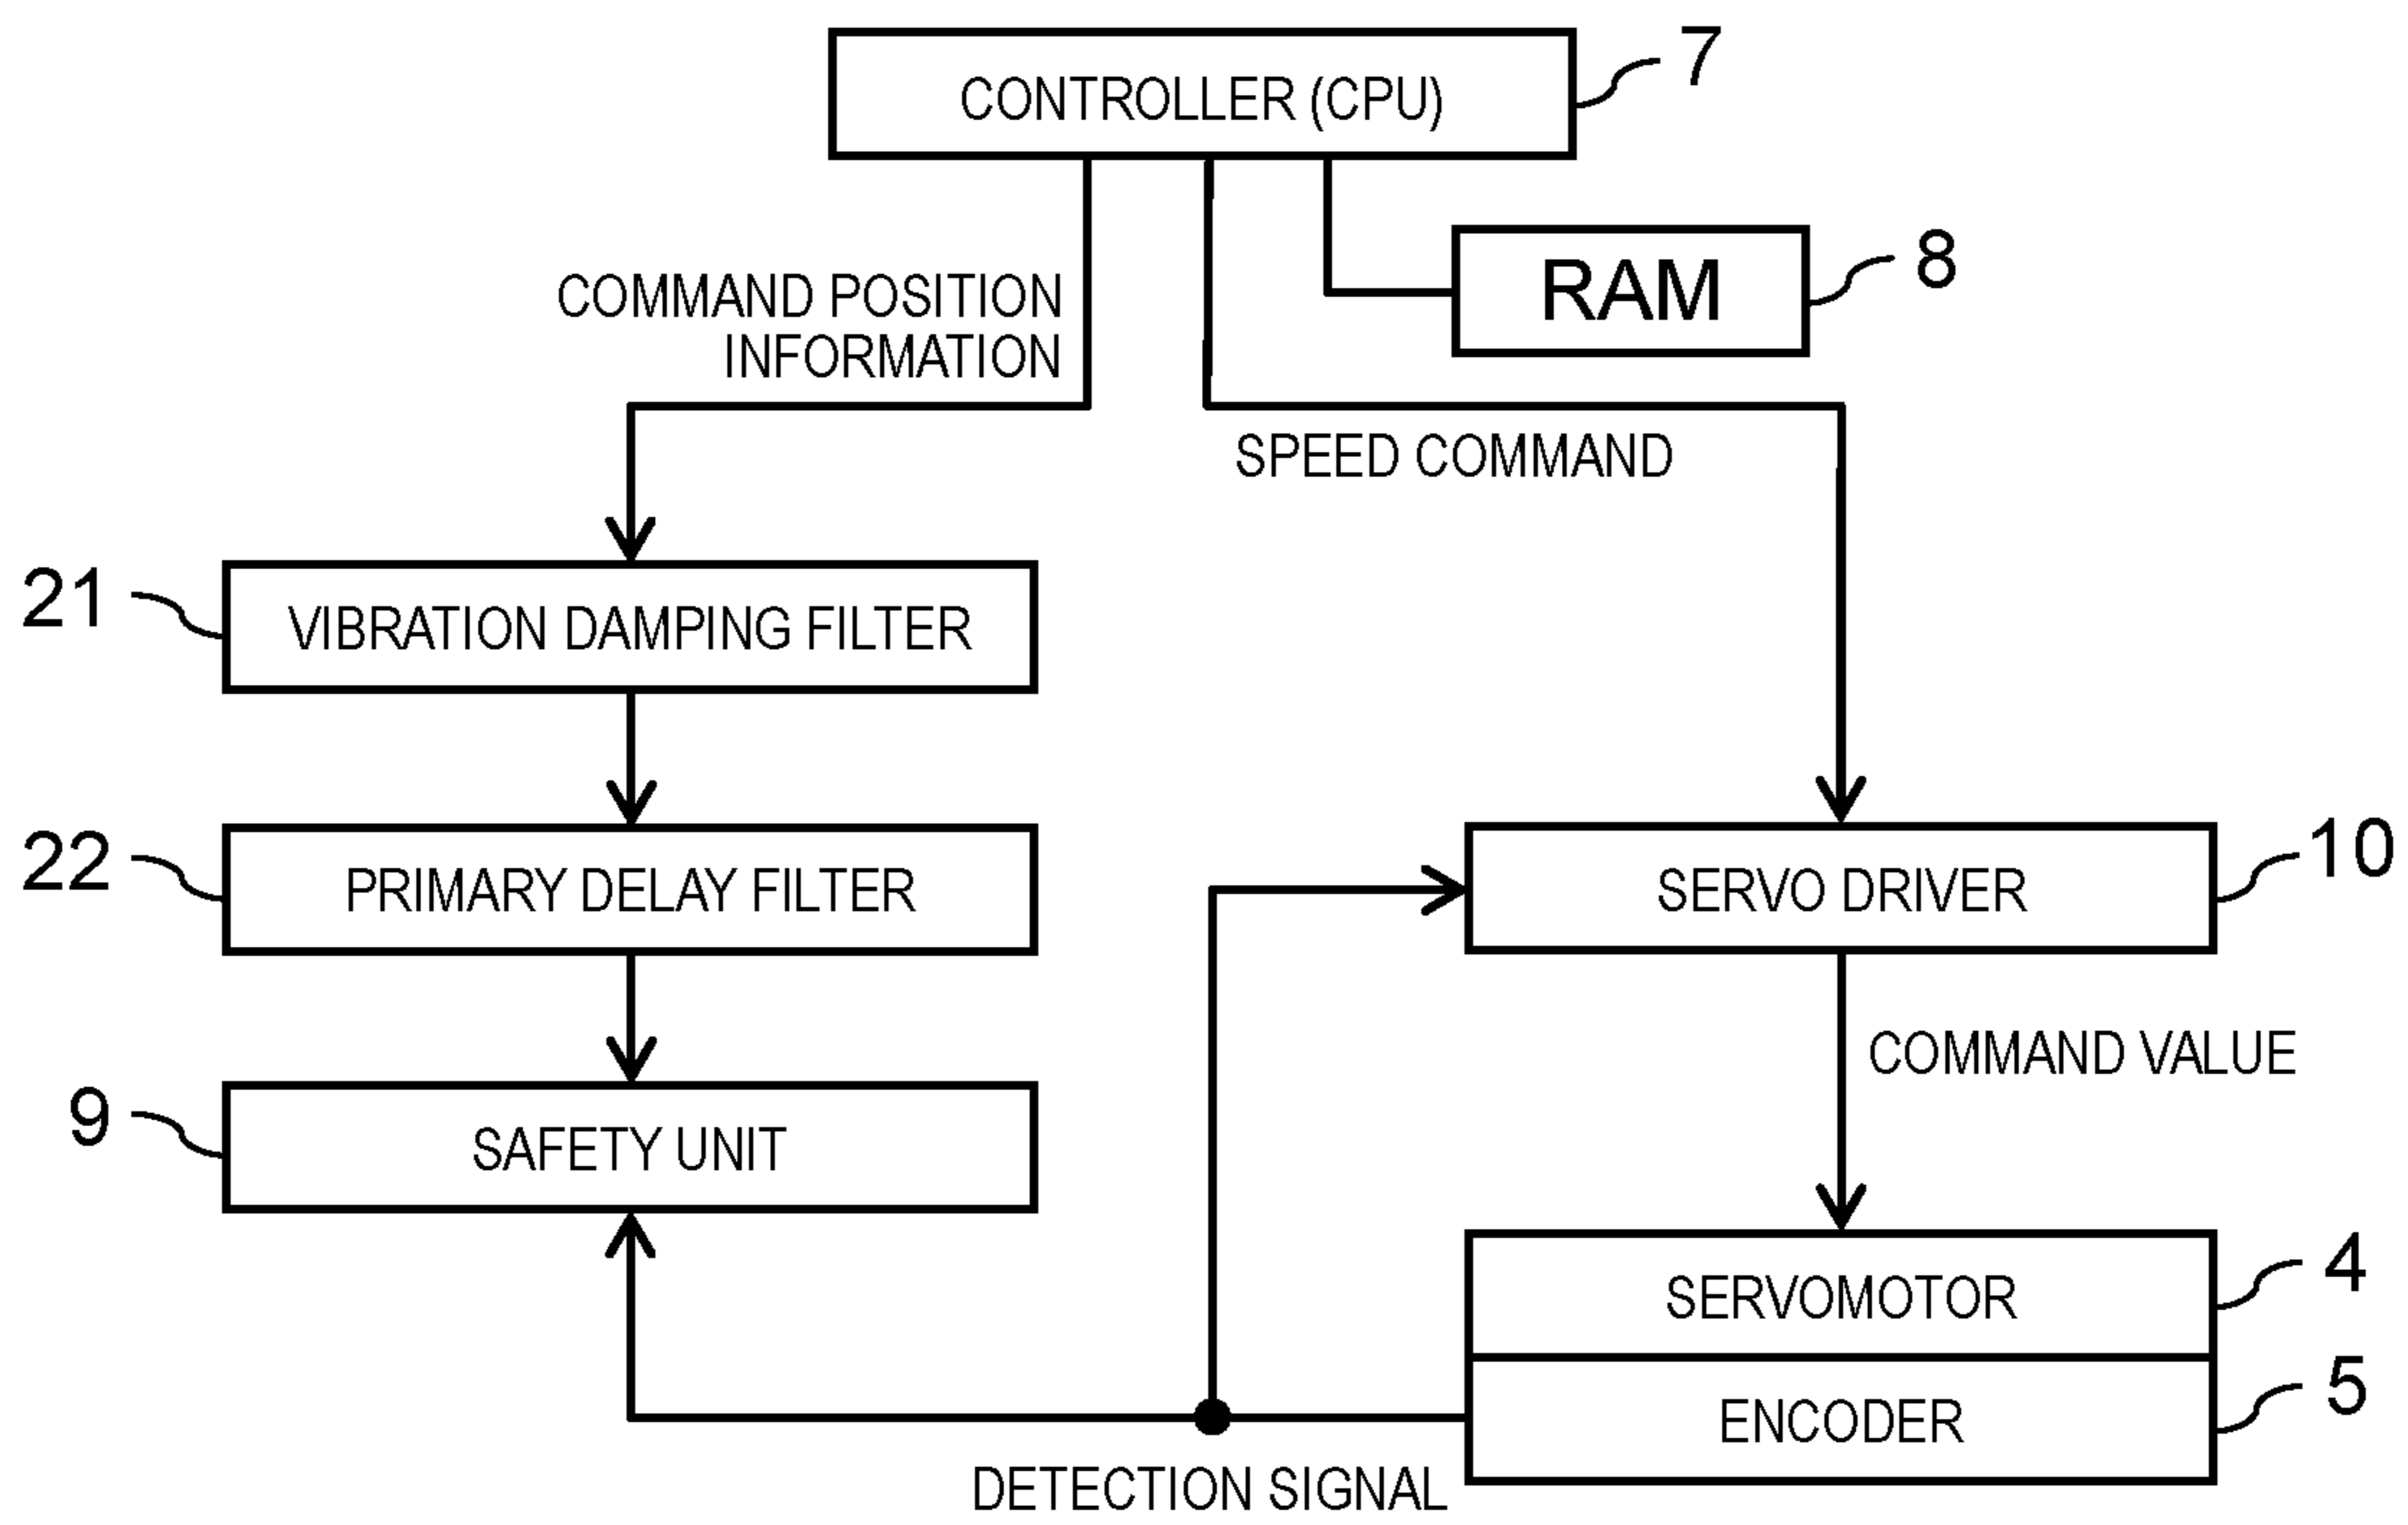 7
CONTROLLER (CPU)
8
RAM
COMMAND POSITION
INFORMATION
SPEED COMMAND
21
VIBRATION DAMPING FILTER
22
PRIMARY DELAY FILTER
10
SERVO DRIVER
COMMAND VALUE
9
SAFETY UNIT
4
SERVOMOTOR
5
ENCODER
DETECTION SIGNAL